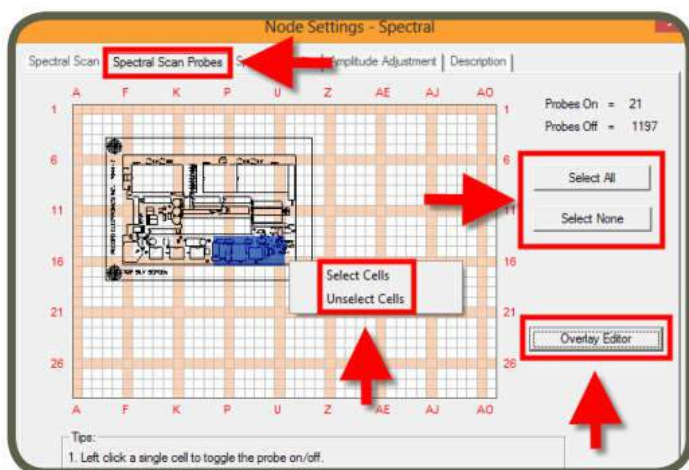 Node Settings - Spectral
Spectral Scan Spectral Scan Probes Amplitude Adjustment Description
A F K P U Z AE AJ AO
1 1
Probes On = 21
Probes Off = 1197
6 6
Select All
11 11
Select None
16 16
Select Cells
Unselect Cells
21 21
Overlay Editor
26 26
A F K P U Z AE AJ AO
Tips:
1. Left click a single cell to toggle the probe on/off.